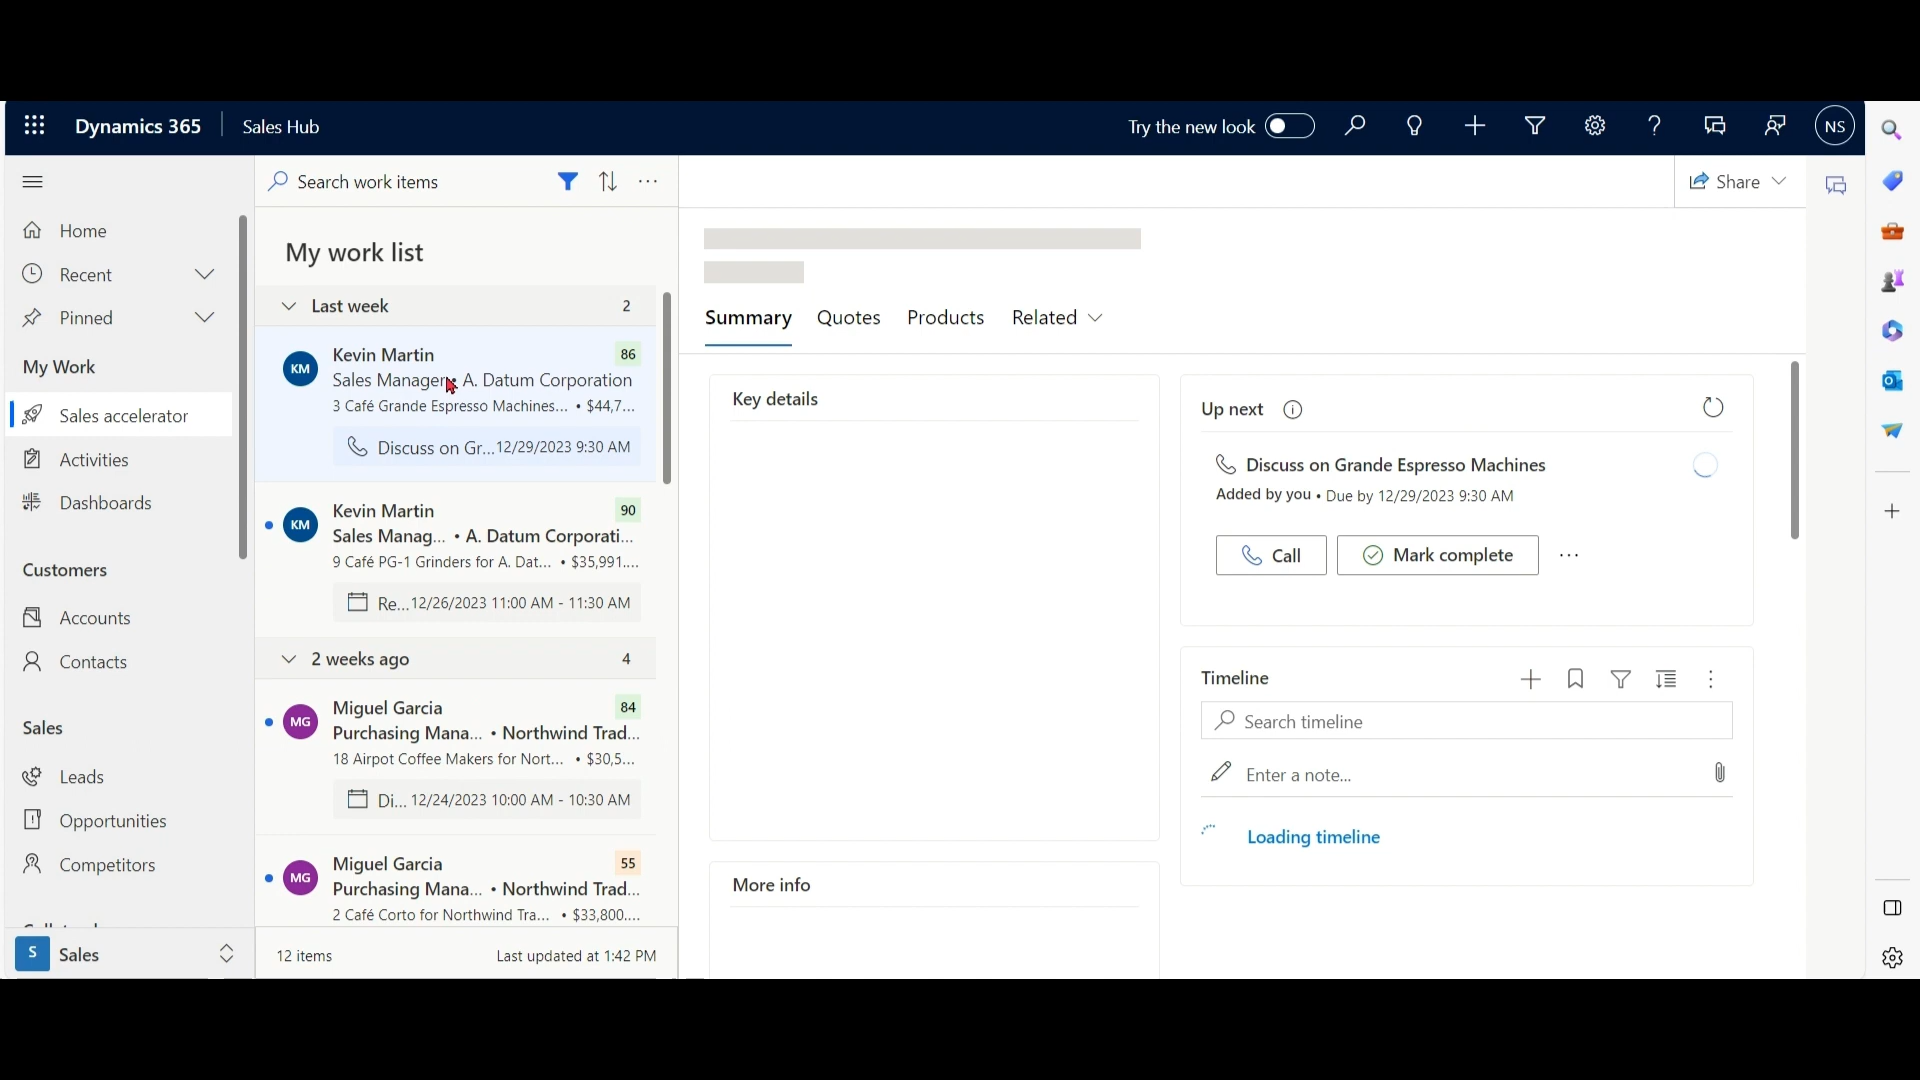 Dynamics 365
Sales Hub
Try the new look
NS
Search work items
Share
Home
Recent
Pinned
My Work
Sales accelerator
Activities
Dashboards
Customers
Accounts
Contacts
Sales
Leads
Opportunities
Competitors
S Sales
My work list
Last week 2
KM
Kevin Martin 86
Sales Manager • A. Datum Corporation
3 Café Grande Espresso Machines... • $44,7...
Discuss on Gr... 12/29/2023 9:30 AM
KM
Kevin Martin 90
Sales Manag... • A. Datum Corporati...
9 Café PG-1 Grinders for A. Dat... • $35,991....
Re... 12/26/2023 11:00 AM - 11:30 AM
2 weeks ago 4
MG
Miguel Garcia 84
Purchasing Mana... • Northwind Trad...
18 Airpot Coffee Makers for Nort... • $30,5...
Di... 12/24/2023 10:00 AM - 10:30 AM
MG
Miguel Garcia 55
Purchasing Mana... • Northwind Trad...
2 Café Corto for Northwind Tra... • $33,800....
12 items Last updated at 1:42 PM
Summary Quotes Products Related
Key details
More info
Up next
Discuss on Grande Espresso Machines
Added by you • Due by 12/29/2023 9:30 AM
Call Mark complete
Timeline
Search timeline
Enter a note...
Loading timeline